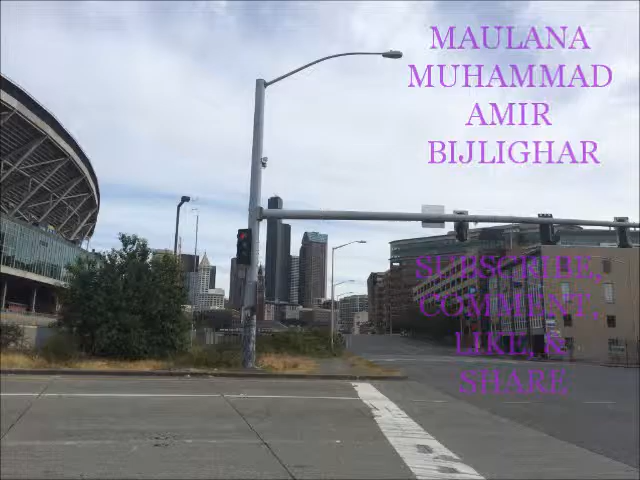 MAULANA
MUHAMMAD
AMIR
BIJLIGHAR
SUBSCRIBE,
COMMENT,
LIKE, &
SHARE